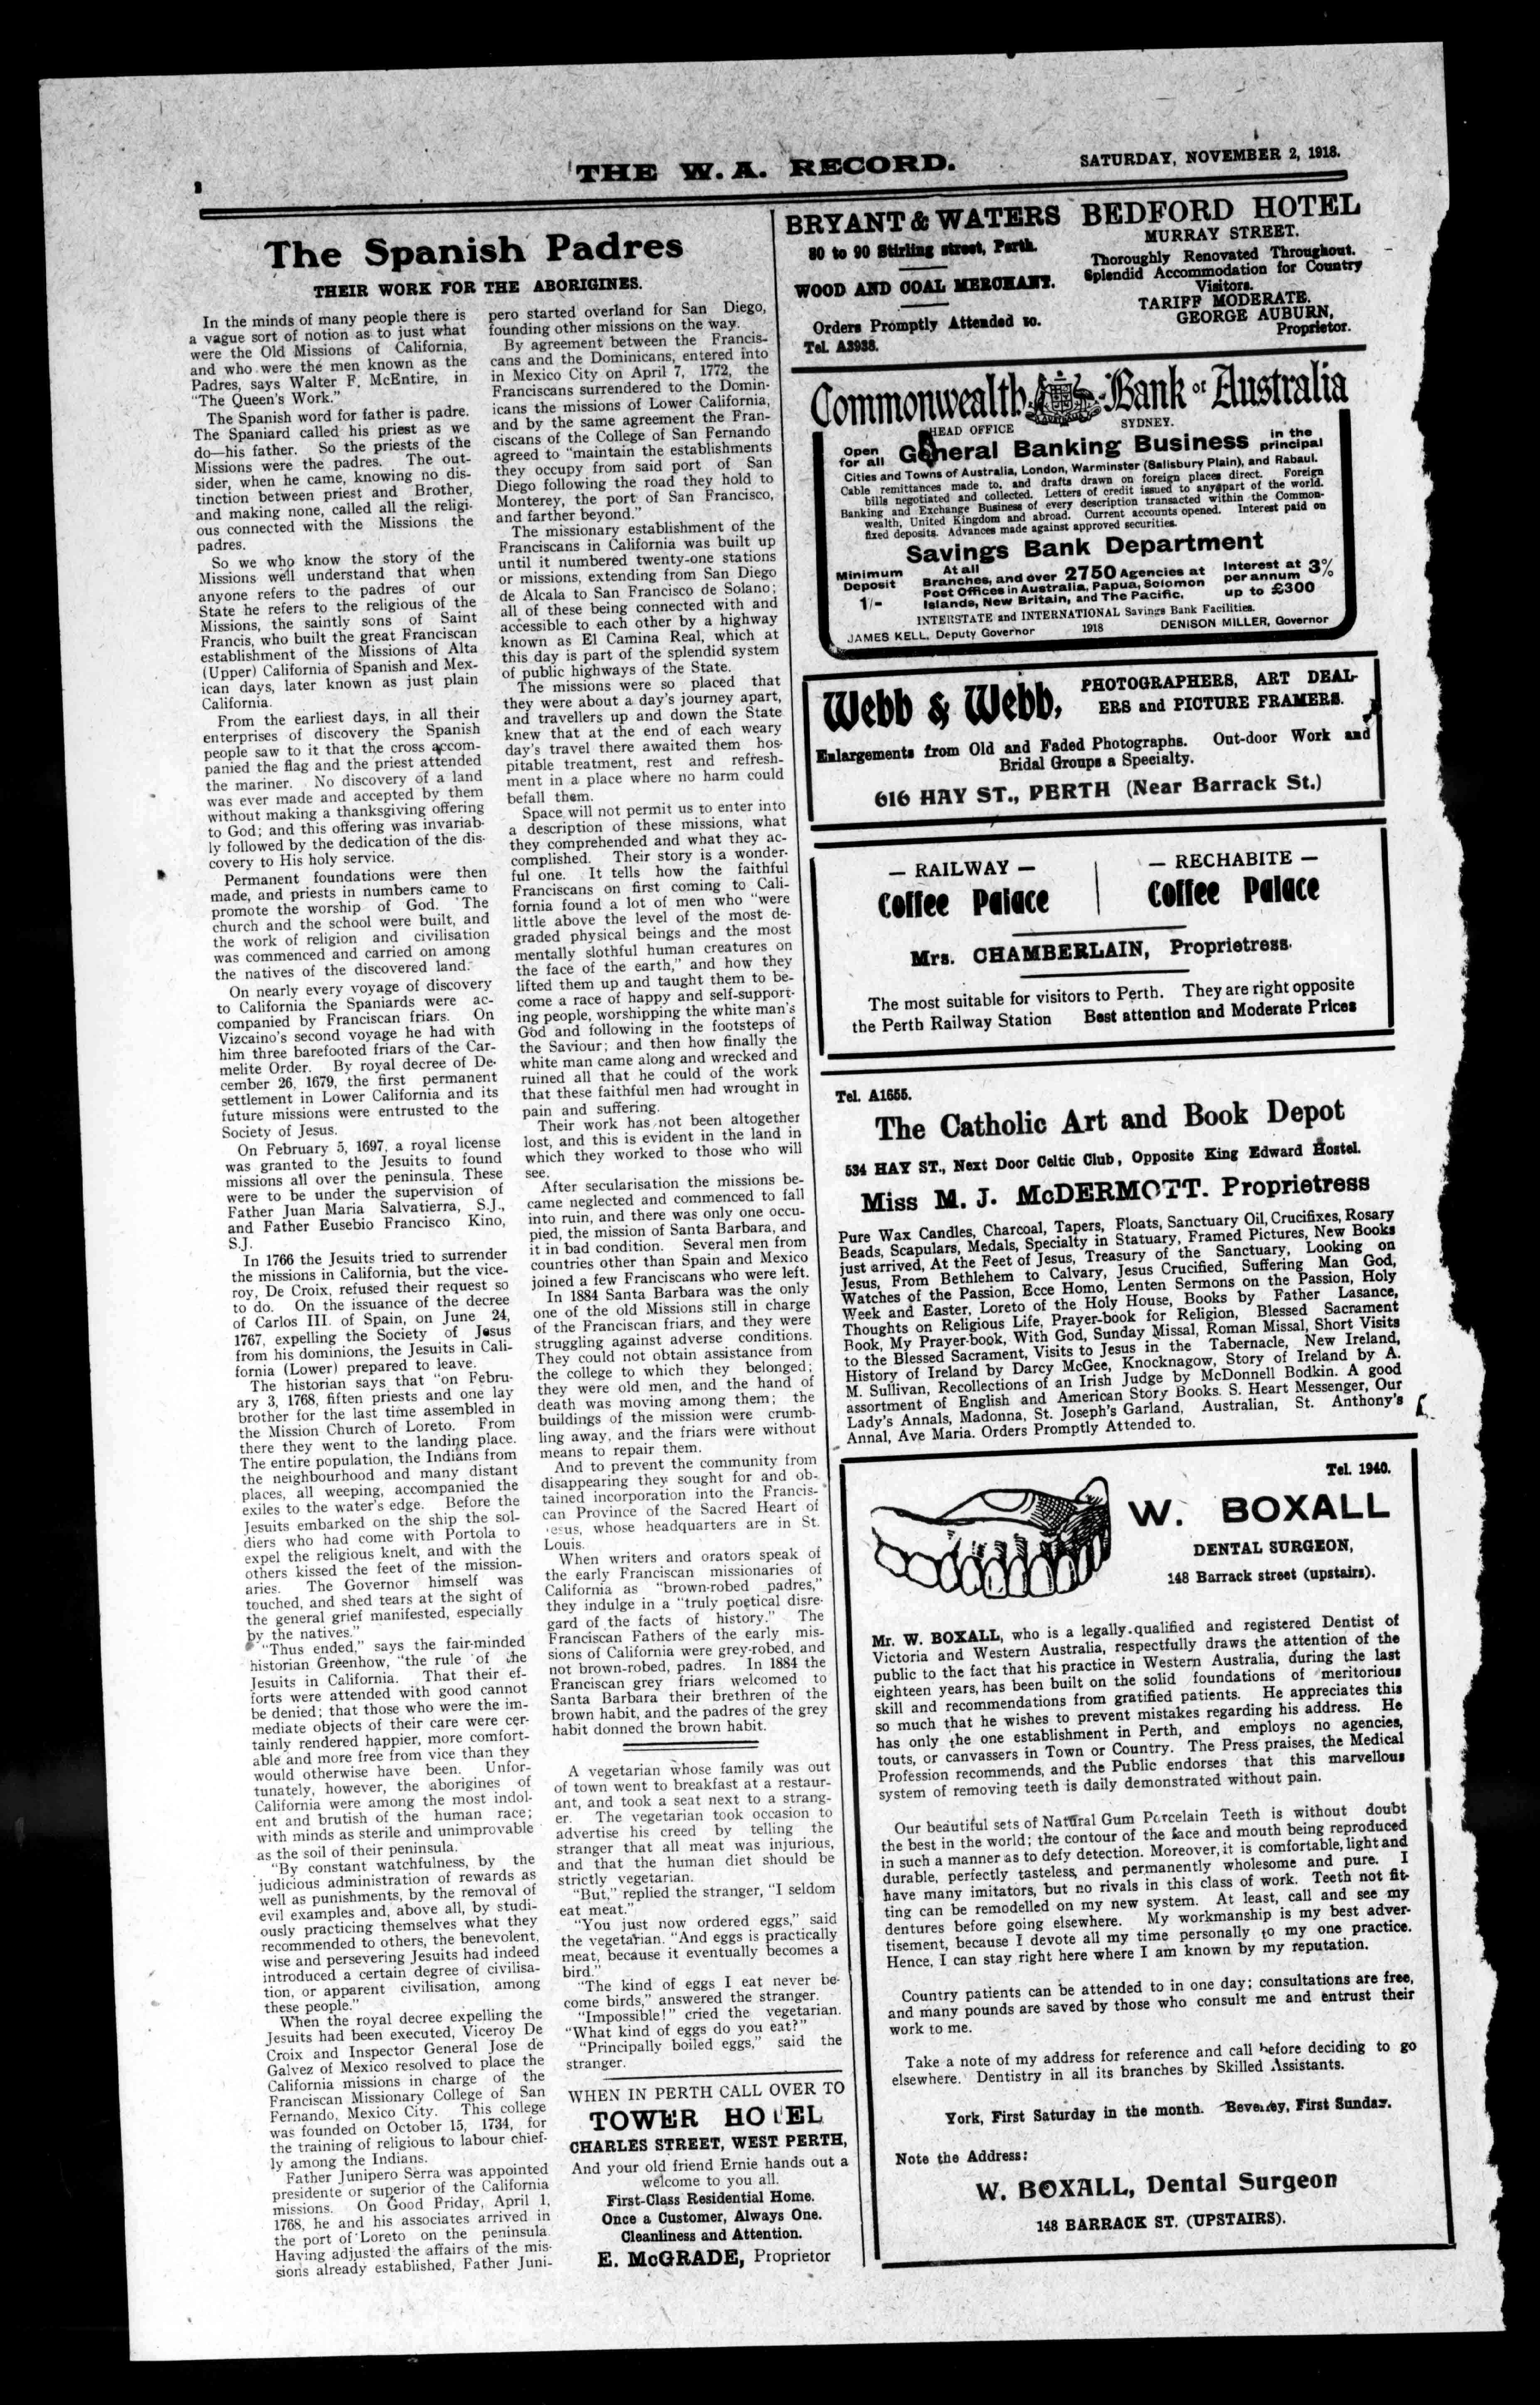 THE W. A. RECORD.
SATURDAY, NOVEMBER 2, 1918.
The Spanish Padres
THEIR WORK FOR THE ABORIGINES.
In the minds of many people there is
a vague sort of notion as to just what
were the Old Missions of California,
and who were the men known as the
Padres, says Walter F. McEntire, in
"The Queen's Work."
The Spanish word for father is padre.
The Spaniard called his priest as we
do—his father. So the priests of the
Missions were the padres. The out-
sider, when he came, knowing no dis-
tinction between priest and Brother,
and making none, called all the religi-
ous connected with the Missions the
padres.
So we who know the story of the
Missions well understand that when
anyone refers to the padres of our
State he refers to the religious of the
Missions, the saintly sons of Saint
Francis, who built the great Franciscan
establishment of the Missions of Alta
(Upper) California of Spanish and Mex-
ican days, later known as just plain
California.
From the earliest days, in all their
enterprises of discovery the Spanish
people saw to it that the cross accom-
panied the flag and the priest attended
the mariner. No discovery of a land
was ever made and accepted by them
without making a thanksgiving offering
to God; and this offering was invariab-
ly followed by the dedication of the dis-
covery to His holy service.
Permanent foundations were then
made, and priests in numbers came to
promote the worship of God. The
church and the school were built, and
the work of religion and civilisation
was commenced and carried on among
the natives of the discovered land.
On nearly every voyage of discovery
to California the Spaniards were ac-
companied by Franciscan friars. On
Vizcaino's second voyage he had with
him three barefooted friars of the Car-
melite Order. By royal decree of De-
cember 26, 1679, the first permanent
settlement in Lower California and its
future missions were entrusted to the
Society of Jesus.
On February 5, 1697, a royal license
was granted to the Jesuits to found
missions all over the peninsula. These
were to be under the supervision of
Father Juan Maria Salvatierra, S.J.,
and Father Eusebio Francisco Kino,
S.J.
In 1766 the Jesuits tried to surrender
the missions in California, but the vice-
roy, De Croix, refused their request so
to do. On the issuance of the decree
of Carlos III. of Spain, on June 24,
1767, expelling the Society of Jesus
from his dominions, the Jesuits in Cali-
fornia (Lower) prepared to leave.
The historian says that "on Febru-
ary 3, 1768, fiften priests and one lay
brother for the last time assembled in
the Mission Church of Loreto. From
there they went to the landing place.
The entire population, the Indians from
the neighbourhood and many distant
places, all weeping, accompanied the
exiles to the water's edge. Before the
Jesuits embarked on the ship the sol-
diers who had come with Portola to
expel the religious knelt, and with the
others kissed the feet of the mission-
aries. The Governor himself was
touched, and shed tears at the sight of
the general grief manifested, especially
by the natives."
"Thus ended," says the fair-minded
historian Greenhow, "the rule of the
Jesuits in California. That their ef-
forts were attended with good cannot
be denied; that those who were the im-
mediate objects of their care were cer-
tainly rendered happier, more comfort-
able and more free from vice than they
would otherwise have been. Unfor-
tunately, however, the aborigines of
California were among the most indol-
ent and brutish of the human race;
with minds as sterile and unimprovable
as the soil of their peninsula.
"By constant watchfulness, by the
judicious administration of rewards as
well as punishments, by the removal of
evil examples and, above all, by studi-
ously practicing themselves what they
recommended to others, the benevolent,
wise and persevering Jesuits had indeed
introduced a certain degree of civilisa-
tion, or apparent civilisation, among
these people."
When the royal decree expelling the
Jesuits had been executed, Viceroy De
Croix and Inspector General Jose de
Galvez of Mexico resolved to place the
California missions in charge of the
Franciscan Missionary College of San
Fernando, Mexico City. This college
was founded on October 15, 1734, for
the training of religious to labour chief-
ly among the Indians.
Father Junipero Serra was appointed
presidente or superior of the California
missions. On Good Friday, April 1,
1768, he and his associates arrived in
the port of Loreto on the peninsula.
Having adjusted the affairs of the mis-
sions already established, Father Juni-
pero started overland for San Diego,
founding other missions on the way.
By agreement between the Francis-
cans and the Dominicans, entered into
in Mexico City on April 7, 1772, the
Franciscans surrendered to the Domin-
icans the missions of Lower California,
and by the same agreement the Fran-
ciscans of the College of San Fernando
agreed to "maintain the establishments
they occupy from said port of San
Diego following the road they hold to
Monterey, the port of San Francisco,
and farther beyond."
The missionary establishment of the
Franciscans in California was built up
until it numbered twenty-one stations
or missions, extending from San Diego
de Alcala to San Francisco de Solano;
all of these being connected with and
accessible to each other by a highway
known as El Camina Real, which at
this day is part of the splendid system
of public highways of the State.
The missions were so placed that
they were about a day's journey apart,
and travellers up and down the State
knew that at the end of each weary
day's travel there awaited them hos-
pitable treatment, rest and refresh-
ment in a place where no harm could
befall them.
Space will not permit us to enter into
a description of these missions, what
they comprehended and what they ac-
complished. Their story is a wonder-
ful one. It tells how the faithful
Franciscans on first coming to Cali-
fornia found a lot of men who "were
little above the level of the most de-
graded physical beings and the most
mentally slothful human creatures on
the face of the earth," and how they
lifted them up and taught them to be-
come a race of happy and self-support-
ing people, worshipping the white man's
God and following in the footsteps of
the Saviour; and then how finally the
white man came along and wrecked and
ruined all that he could of the work
that these faithful men had wrought in
pain and suffering.
Their work has not been altogether
lost, and this is evident in the land in
which they worked to those who will
see.
After secularisation the missions be-
came neglected and commenced to fall
into ruin, and there was only one occu-
pied, the mission of Santa Barbara, and
it in bad condition. Several men from
countries other than Spain and Mexico
joined a few Franciscans who were left.
In 1884 Santa Barbara was the only
one of the old Missions still in charge
of the Franciscan friars, and they were
struggling against adverse conditions.
They could not obtain assistance from
the college to which they belonged;
they were old men, and the hand of
death was moving among them; the
buildings of the mission were crumb-
ling away, and the friars were without
means to repair them.
And to prevent the community from
disappearing they sought for and ob-
tained incorporation into the Francis-
can Province of the Sacred Heart of
esus, whose headquarters are in St.
Louis.
When writers and orators speak of
the early Franciscan missionaries of
California as "brown-robed padres,"
they indulge in a "truly poetical disre-
gard of the facts of history." The
Franciscan Fathers of the early mis-
sions of California were grey-robed, and
not brown-robed, padres. In 1884 the
Franciscan grey friars welcomed to
Santa Barbara their brethren of the
brown habit, and the padres of the grey
habit donned the brown habit.
A vegetarian whose family was out
of town went to breakfast at a restaur-
ant, and took a seat next to a strang-
er. The vegetarian took occasion to
advertise his creed by telling the
stranger that all meat was injurious,
and that the human diet should be
strictly vegetarian.
"But," replied the stranger, "I seldom
eat meat."
"You just now ordered eggs," said
the vegetarian. "And eggs is practically
meat, because it eventually becomes a
bird."
"The kind of eggs I eat never be-
come birds," answered the stranger.
"Impossible!" cried the vegetarian.
"What kind of eggs do you eat?"
"Principally boiled eggs," said the
stranger.
WHEN IN PERTH CALL OVER TO
TOWER HOTEL
CHARLES STREET, WEST PERTH,
And your old friend Ernie hands out a
welcome to you all.
First-Class Residential Home.
Once a Customer, Always One.
Cleanliness and Attention.
E. McGRADE, Proprietor
BRYANT & WATERS
80 to 90 Stirling street, Perth.
WOOD AND COAL MERCHANT.
Orders Promptly Attended to.
Tel. A3938.
BEDFORD HOTEL
MURRAY STREET.
Thoroughly Renovated Throughout.
Splendid Accommodation for Country
Visitors.
TARIFF MODERATE.
GEORGE AUBURN,
Proprietor.
Commonwealth Bank of Australia
HEAD OFFICE SYDNEY.
Open for all General Banking Business in the principal
Cities and Towns of Australia, London, Warminster (Salisbury Plain), and Rabaul.
Cable remittances made to, and drafts drawn on foreign places direct. Foreign
bills negotiated and collected. Letters of credit issued to any part of the world.
Banking and Exchange Business of every description transacted within the Common-
wealth, United Kingdom and abroad. Current accounts opened. Interest paid on
fixed deposits. Advances made against approved securities.
Savings Bank Department
Minimum Deposit 1/-
At all
Branches, and over 2750 Agencies at
Post Offices in Australia, Papua, Solomon
Islands, New Britain, and The Pacific.
Interest at 3%
per annum
up to £300
INTERSTATE and INTERNATIONAL Savings Bank Facilities.
JAMES KELL, Deputy Governor 1918 DENISON MILLER, Governor
Webb & Webb,
PHOTOGRAPHERS, ART DEAL-
ERS and PICTURE FRAMERS.
Enlargements from Old and Faded Photographs. Out-door Work and
Bridal Groups a Specialty.
616 HAY ST., PERTH (Near Barrack St.)
— RAILWAY —
Coffee Palace
— RECHABITE —
Coffee Palace
Mrs. CHAMBERLAIN, Proprietress.
The most suitable for visitors to Perth. They are right opposite
the Perth Railway Station Best attention and Moderate Prices
Tel. A1655.
The Catholic Art and Book Depot
534 HAY ST., Next Door Celtic Club, Opposite King Edward Hostel.
Miss M. J. McDERMOTT. Proprietress
Pure Wax Candles, Charcoal, Tapers, Floats, Sanctuary Oil, Crucifixes, Rosary
Beads, Scapulars, Medals, Specialty in Statuary, Framed Pictures, New Books
just arrived, At the Feet of Jesus, Treasury of the Sanctuary, Looking on
Jesus, From Bethlehem to Calvary, Jesus Crucified, Suffering Man God,
Watches of the Passion, Ecce Homo, Lenten Sermons on the Passion, Holy
Week and Easter, Loreto of the Holy House, Books by Father Lasance,
Thoughts on Religious Life, Prayer-book for Religion, Blessed Sacrament
Book, My Prayer-book, With God, Sunday Missal, Roman Missal, Short Visits
to the Blessed Sacrament, Visits to Jesus in the Tabernacle, New Ireland,
History of Ireland by Darcy McGee, Knocknagow, Story of Ireland by A.
M. Sullivan, Recollections of an Irish Judge by McDonnell Bodkin. A good
assortment of English and American Story Books. S. Heart Messenger, Our
Lady's Annals, Madonna, St. Joseph's Garland, Australian, St. Anthony's
Annal, Ave Maria. Orders Promptly Attended to.
Tel. 1940.
W. BOXALL
DENTAL SURGEON,
148 Barrack street (upstairs).
Mr. W. BOXALL, who is a legally-qualified and registered Dentist of
Victoria and Western Australia, respectfully draws the attention of the
public to the fact that his practice in Western Australia, during the last
eighteen years, has been built on the solid foundations of meritorious
skill and recommendations from gratified patients. He appreciates this
so much that he wishes to prevent mistakes regarding his address. He
has only the one establishment in Perth, and employs no agencies,
touts, or canvassers in Town or Country. The Press praises, the Medical
Profession recommends, and the Public endorses that this marvellous
system of removing teeth is daily demonstrated without pain.
Our beautiful sets of Natural Gum Porcelain Teeth is without doubt
the best in the world; the contour of the face and mouth being reproduced
in such a manner as to defy detection. Moreover, it is comfortable, light and
durable, perfectly tasteless, and permanently wholesome and pure. I
have many imitators, but no rivals in this class of work. Teeth not fit-
ting can be remodelled on my new system. At least, call and see my
dentures before going elsewhere. My workmanship is my best adver-
tisement, because I devote all my time personally to my one practice.
Hence, I can stay right here where I am known by my reputation.
Country patients can be attended to in one day; consultations are free,
and many pounds are saved by those who consult me and entrust their
work to me.
Take a note of my address for reference and call before deciding to go
elsewhere. Dentistry in all its branches by Skilled Assistants.
York, First Saturday in the month. Beverley, First Sunday.
Note the Address:
W. BOXALL, Dental Surgeon
148 BARRACK ST. (UPSTAIRS).